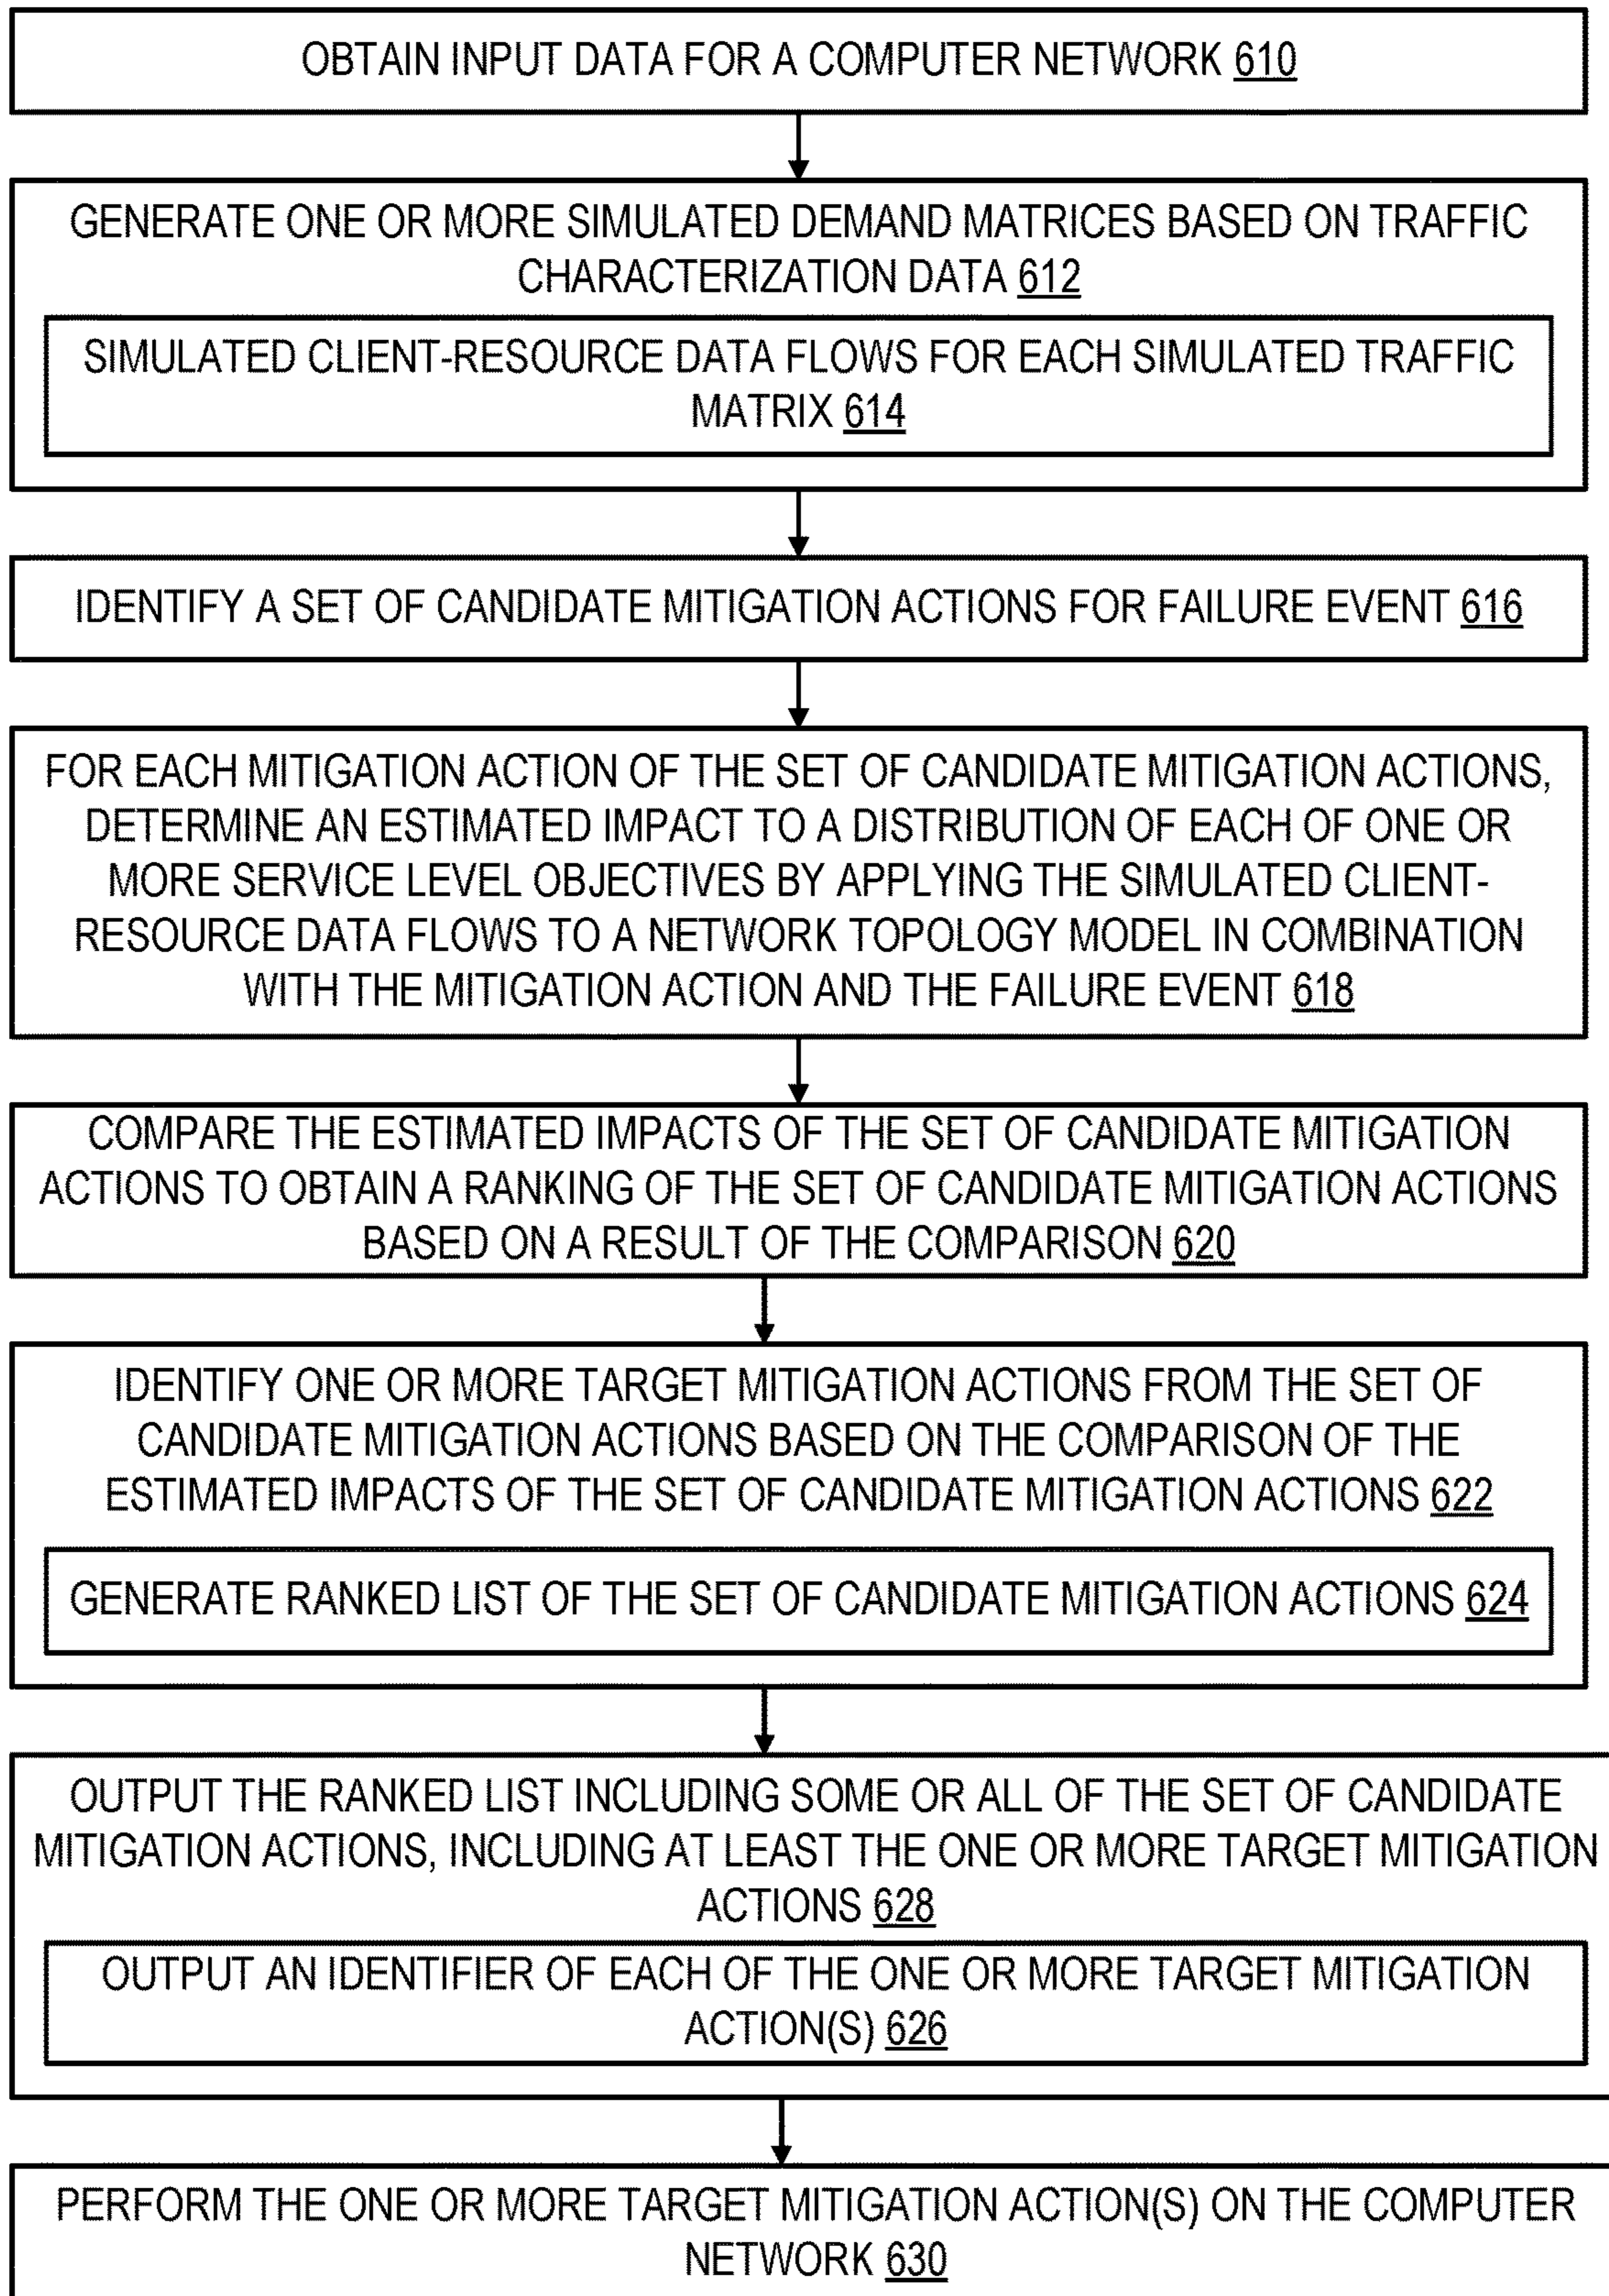 OBTAIN INPUT DATA FOR A COMPUTER NETWORK 610
GENERATE ONE OR MORE SIMULATED DEMAND MATRICES BASED ON TRAFFIC
CHARACTERIZATION DATA 612
SIMULATED CLIENT-RESOURCE DATA FLOWS FOR EACH SIMULATED TRAFFIC
MATRIX 614
IDENTIFY A SET OF CANDIDATE MITIGATION ACTIONS FOR FAILURE EVENT 616
FOR EACH MITIGATION ACTION OF THE SET OF CANDIDATE MITIGATION ACTIONS,
DETERMINE AN ESTIMATED IMPACT TO A DISTRIBUTION OF EACH OF ONE OR
MORE SERVICE LEVEL OBJECTIVES BY APPLYING THE SIMULATED CLIENT-
RESOURCE DATA FLOWS TO A NETWORK TOPOLOGY MODEL IN COMBINATION
WITH THE MITIGATION ACTION AND THE FAILURE EVENT 618
COMPARE THE ESTIMATED IMPACTS OF THE SET OF CANDIDATE MITIGATION
ACTIONS TO OBTAIN A RANKING OF THE SET OF CANDIDATE MITIGATION ACTIONS
BASED ON A RESULT OF THE COMPARISON 620
IDENTIFY ONE OR MORE TARGET MITIGATION ACTIONS FROM THE SET OF
CANDIDATE MITIGATION ACTIONS BASED ON THE COMPARISON OF THE
ESTIMATED IMPACTS OF THE SET OF CANDIDATE MITIGATION ACTIONS 622
GENERATE RANKED LIST OF THE SET OF CANDIDATE MITIGATION ACTIONS 624
OUTPUT THE RANKED LIST INCLUDING SOME OR ALL OF THE SET OF CANDIDATE
MITIGATION ACTIONS, INCLUDING AT LEAST THE ONE OR MORE TARGET MITIGATION
ACTIONS 628
OUTPUT AN IDENTIFIER OF EACH OF THE ONE OR MORE TARGET MITIGATION
ACTION(S) 626
PERFORM THE ONE OR MORE TARGET MITIGATION ACTION(S) ON THE COMPUTER
NETWORK 630